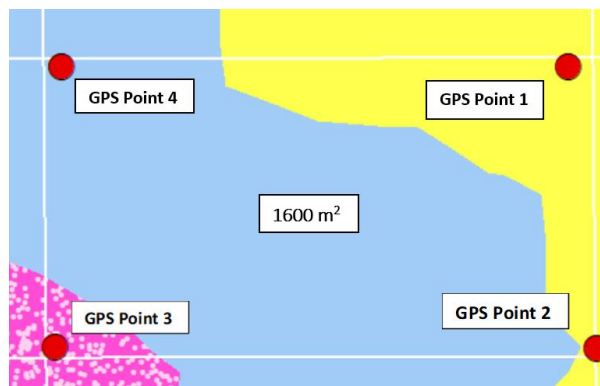 GPS Point 4
GPS Point 1
1600 m²
GPS Point 3
GPS Point 2